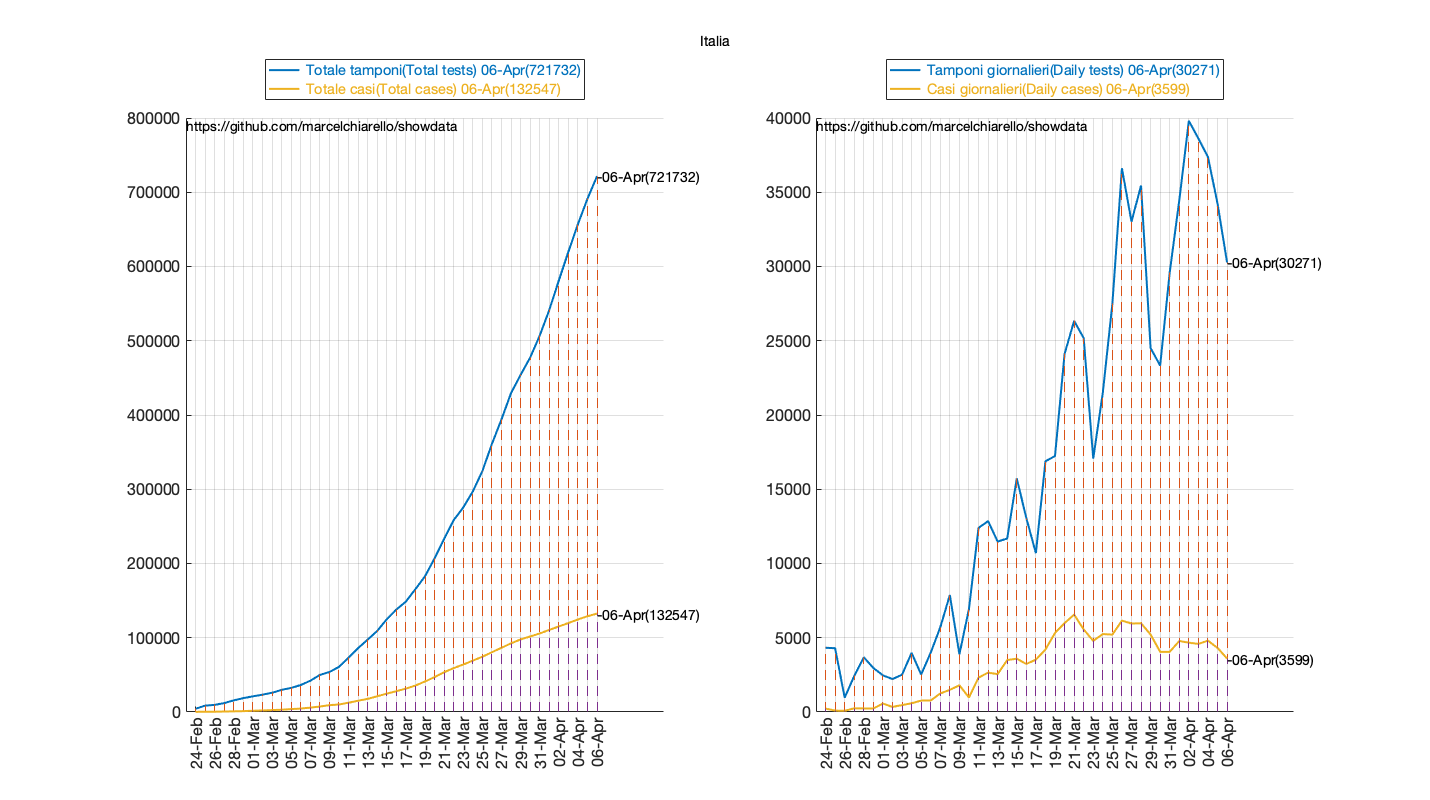 Italia
Totale tamponi(Total tests) 06-Apr(721732)
Totale casi(Total cases) 06-Apr(132547)
https://github.com/marcelchiarello/showdata
800000
700000
600000
500000
400000
300000
200000
100000
0
06-Apr(721732)
06-Apr(132547)
24-Feb
26-Feb
28-Feb
01-Mar
03-Mar
05-Mar
07-Mar
09-Mar
11-Mar
13-Mar
15-Mar
17-Mar
19-Mar
21-Mar
23-Mar
25-Mar
27-Mar
29-Mar
31-Mar
02-Apr
04-Apr
06-Apr
Tamponi giornalieri(Daily tests) 06-Apr(30271)
Casi giornalieri(Daily cases) 06-Apr(3599)
https://github.com/marcelchiarello/showdata
40000
35000
30000
25000
20000
15000
10000
5000
0
06-Apr(30271)
06-Apr(3599)
24-Feb
26-Feb
28-Feb
01-Mar
03-Mar
05-Mar
07-Mar
09-Mar
11-Mar
13-Mar
15-Mar
17-Mar
19-Mar
21-Mar
23-Mar
25-Mar
27-Mar
29-Mar
31-Mar
02-Apr
04-Apr
06-Apr